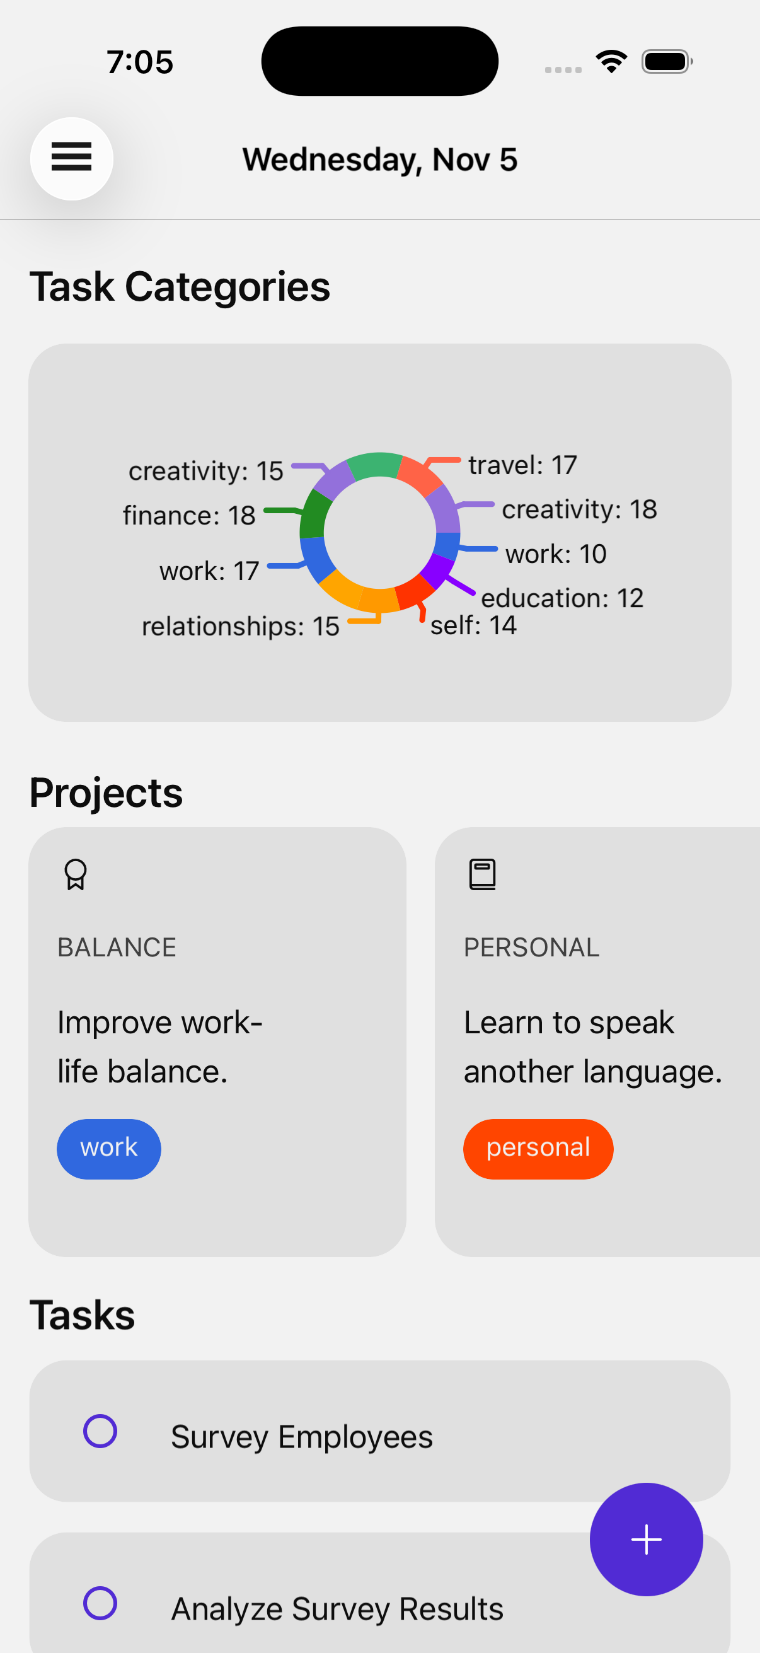 7:05
Wednesday, Nov 5
Task Categories
creativity: 15
travel: 17
finance: 18
creativity: 18
work: 17
work: 10
education: 12
relationships: 15
self: 14
Projects
BALANCE
Improve work-
life balance.
work
PERSONAL
Learn to speak
another language.
personal
Tasks
Survey Employees
Analyze Survey Results